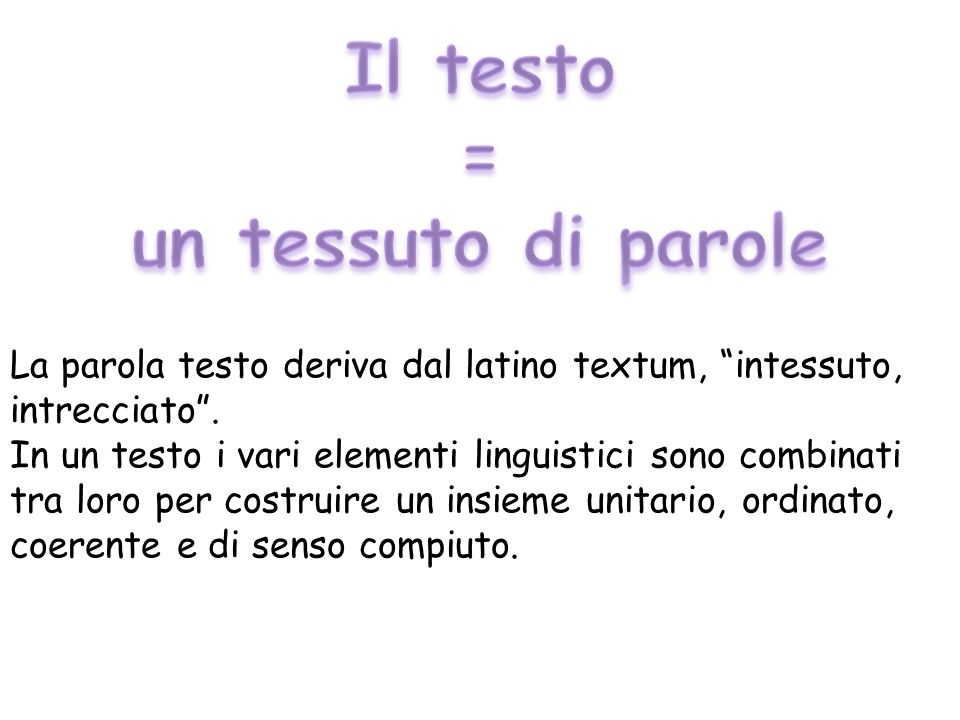 Il testo
=
un tessuto di parole
La parola testo deriva dal latino textum, “intessuto,
intrecciato”.
In un testo i vari elementi linguistici sono combinati
tra loro per costruire un insieme unitario, ordinato,
coerente e di senso compiuto.